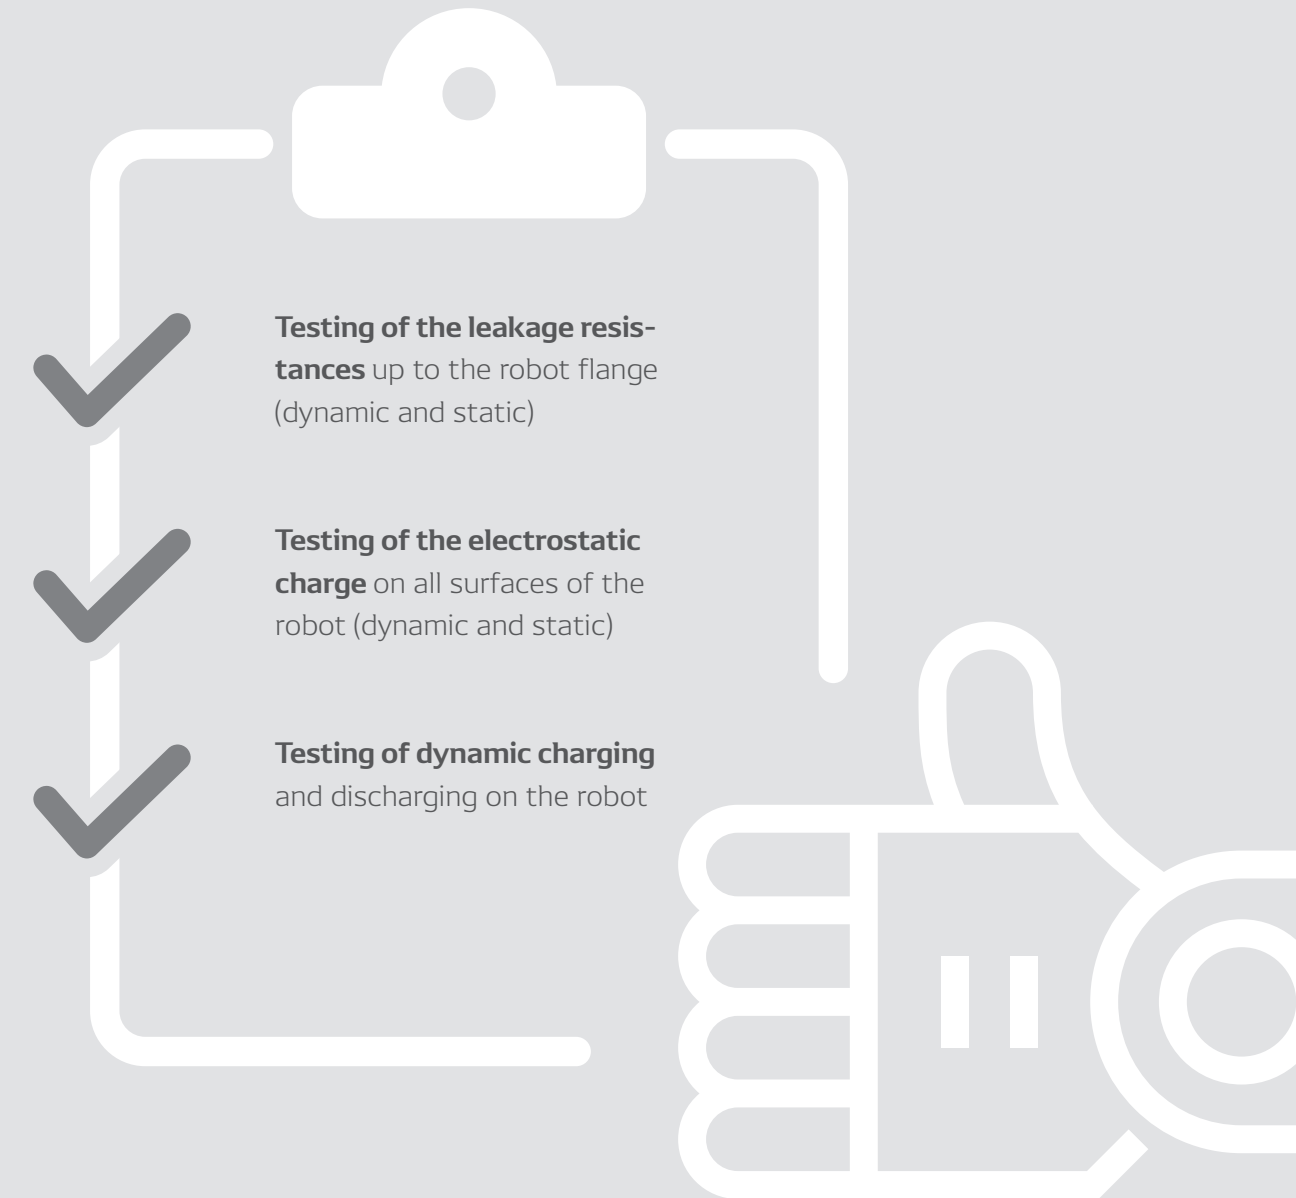 Testing of the leakage resis-
tances up to the robot flange
(dynamic and static)
Testing of the electrostatic
charge on all surfaces of the
robot (dynamic and static)
Testing of dynamic charging
and discharging on the robot